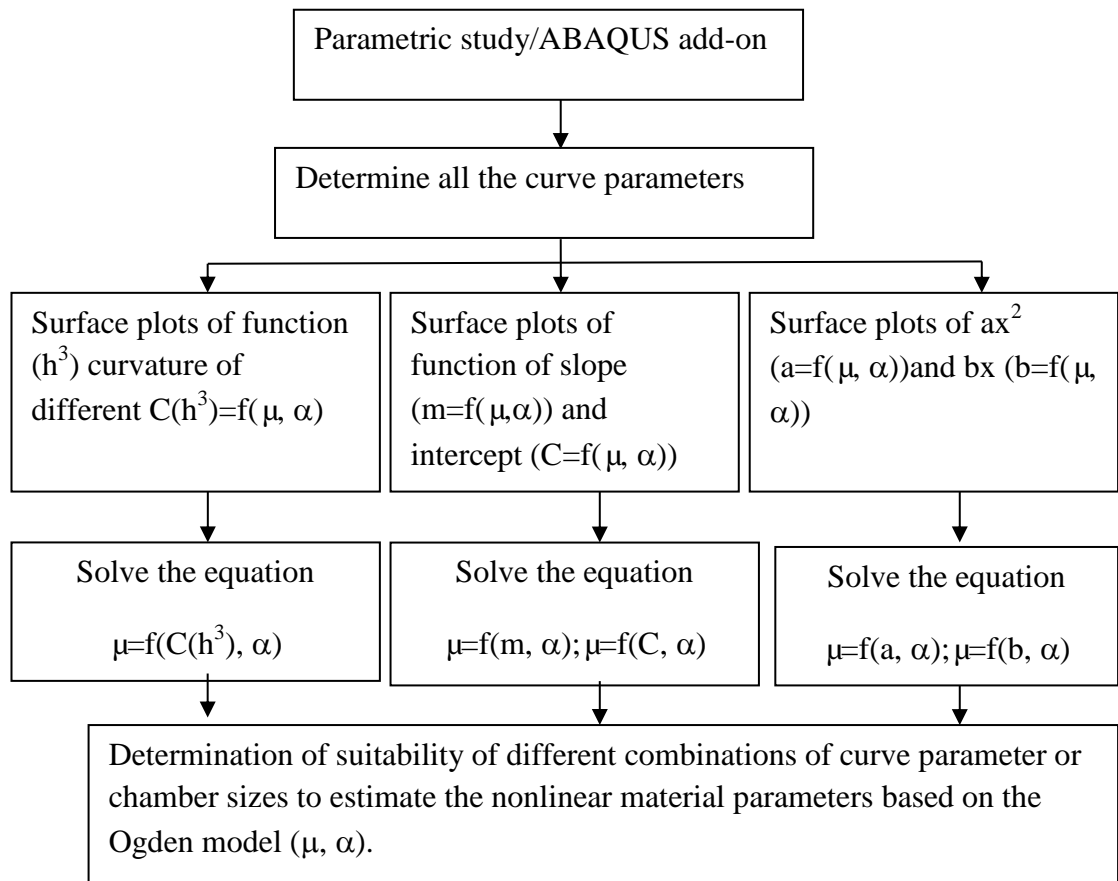 Parametric study/ABAQUS add-on
Determine all the curve parameters
Surface plots of function
(h³) curvature of
different C(h³)=f(μ, α)
Surface plots of
function of slope
(m=f(μ,α)) and
intercept (C=f(μ, α))
Surface plots of ax²
(a=f(μ, α))and bx (b=f(μ,
α))
Solve the equation
μ=f(C(h³), α)
Solve the equation
μ=f(m, α);μ=f(C, α)
Solve the equation
μ=f(a, α);μ=f(b, α)
Determination of suitability of different combinations of curve parameter or
chamber sizes to estimate the nonlinear material parameters based on the
Ogden model (μ, α).